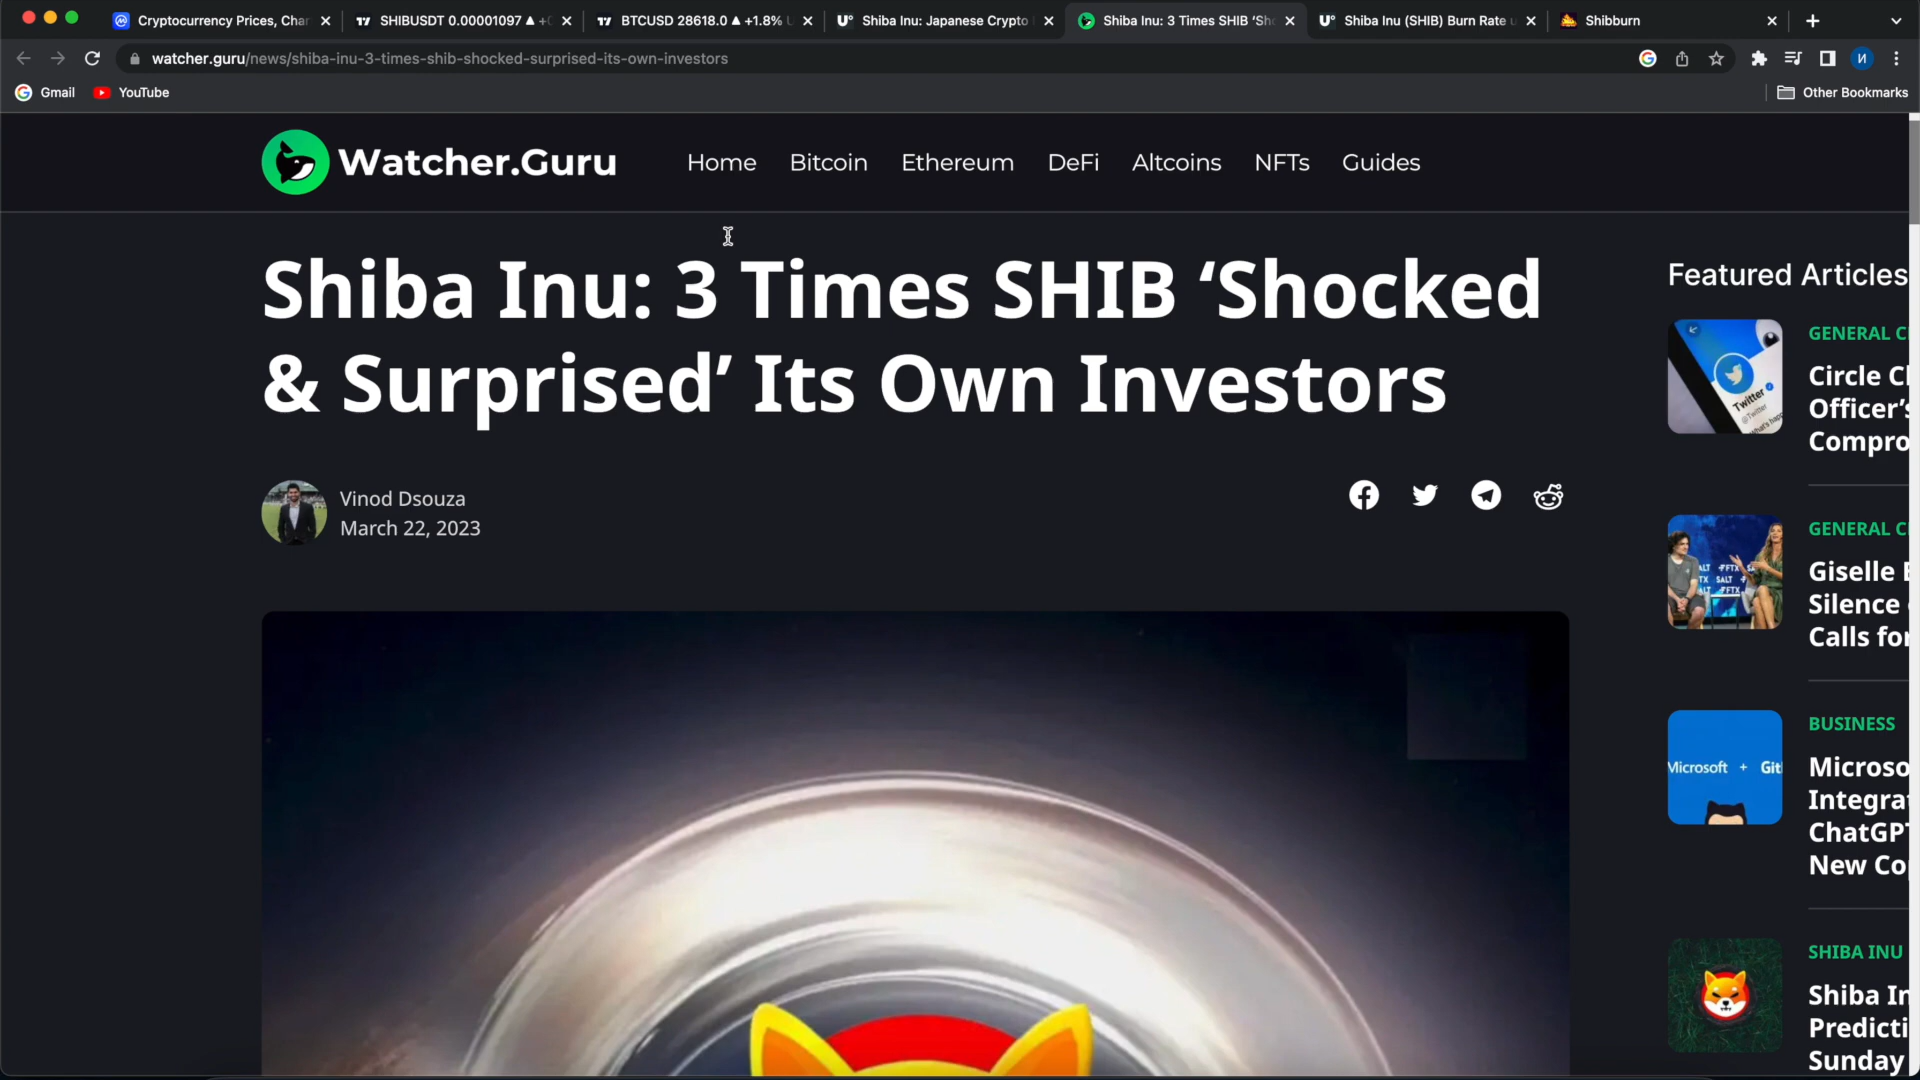 Cryptocurrency Prices, Cha
SHIBUSDT 0.00001097 ▲ +
BTCUSD 28618.0 ▲ +1.8%
Shiba Inu: Japanese Crypto
Shiba Inu: 3 Times SHIB ‘Sh
Shiba Inu (SHIB) Burn Rate
Shibburn
watcher.guru/news/shiba-inu-3-times-shib-shocked-surprised-its-own-investors
И
Gmail
YouTube
Other Bookmarks
Watcher.Guru
Home
Bitcoin
Ethereum
DeFi
Altcoins
NFTs
Guides
Shiba Inu: 3 Times SHIB ‘Shocked
& Surprised’ Its Own Investors
Vinod Dsouza
March 22, 2023
Featured Articles
Twitter
GENERAL C
Circle C
Officer’s
Compro
SALT
GENERAL C
Giselle
Silence
Calls for
Microsoft + Git
BUSINESS
Microso
Integra
ChatGP
New Co
SHIBA INU
Shiba In
Predicti
Sunday